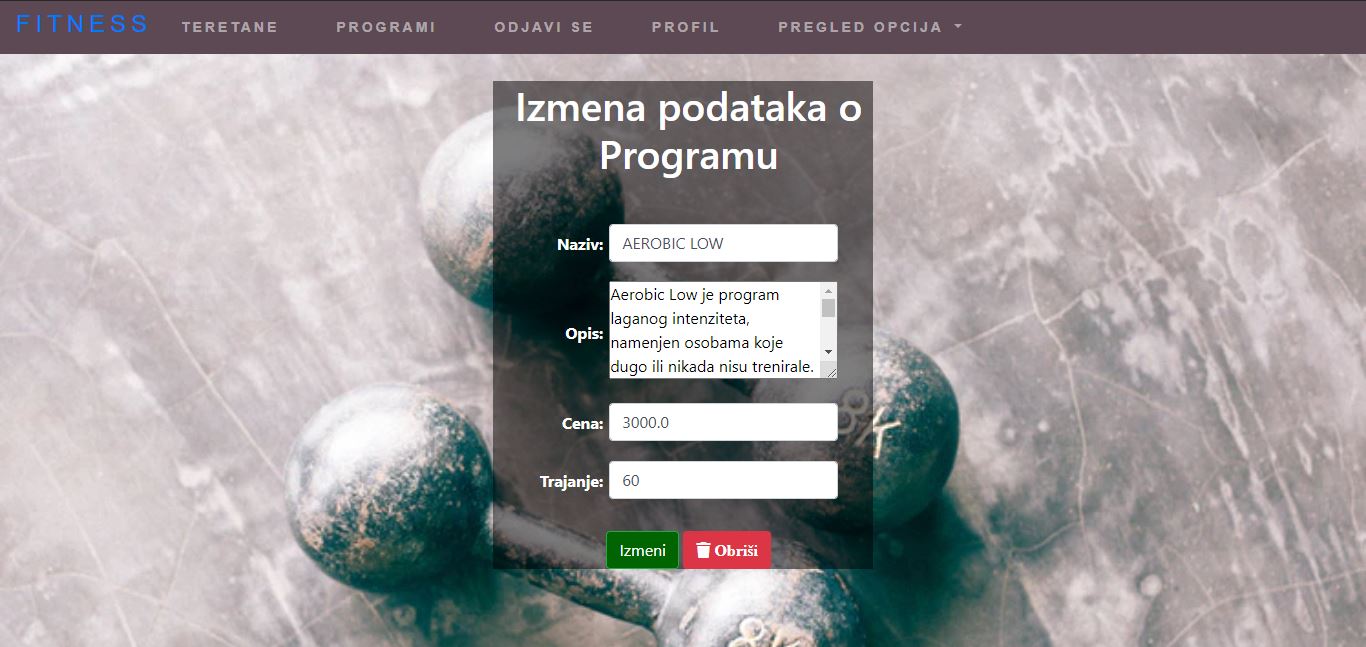 FITNESS TERETANE PROGRAMI ODJAVI SE PROFIL PREGLED OPCIJA
Izmena podataka o
Programu
Naziv: AEROBIC LOW
Opis:
Aerobic Low je program
laganog intenziteta,
namenjen osobama koje
dugo ili nikada nisu trenirale.
Cena: 3000.0
Trajanje: 60
Izmeni Obriši